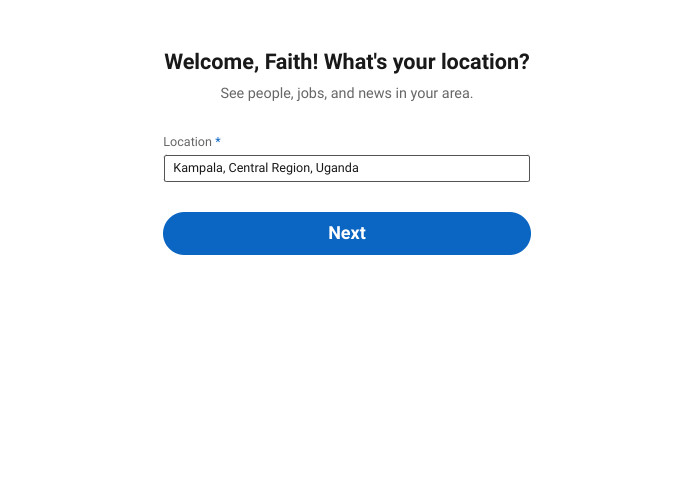 Welcome, Faith! What's your location?
See people, jobs, and news in your area.
Location *
Kampala, Central Region, Uganda
Next